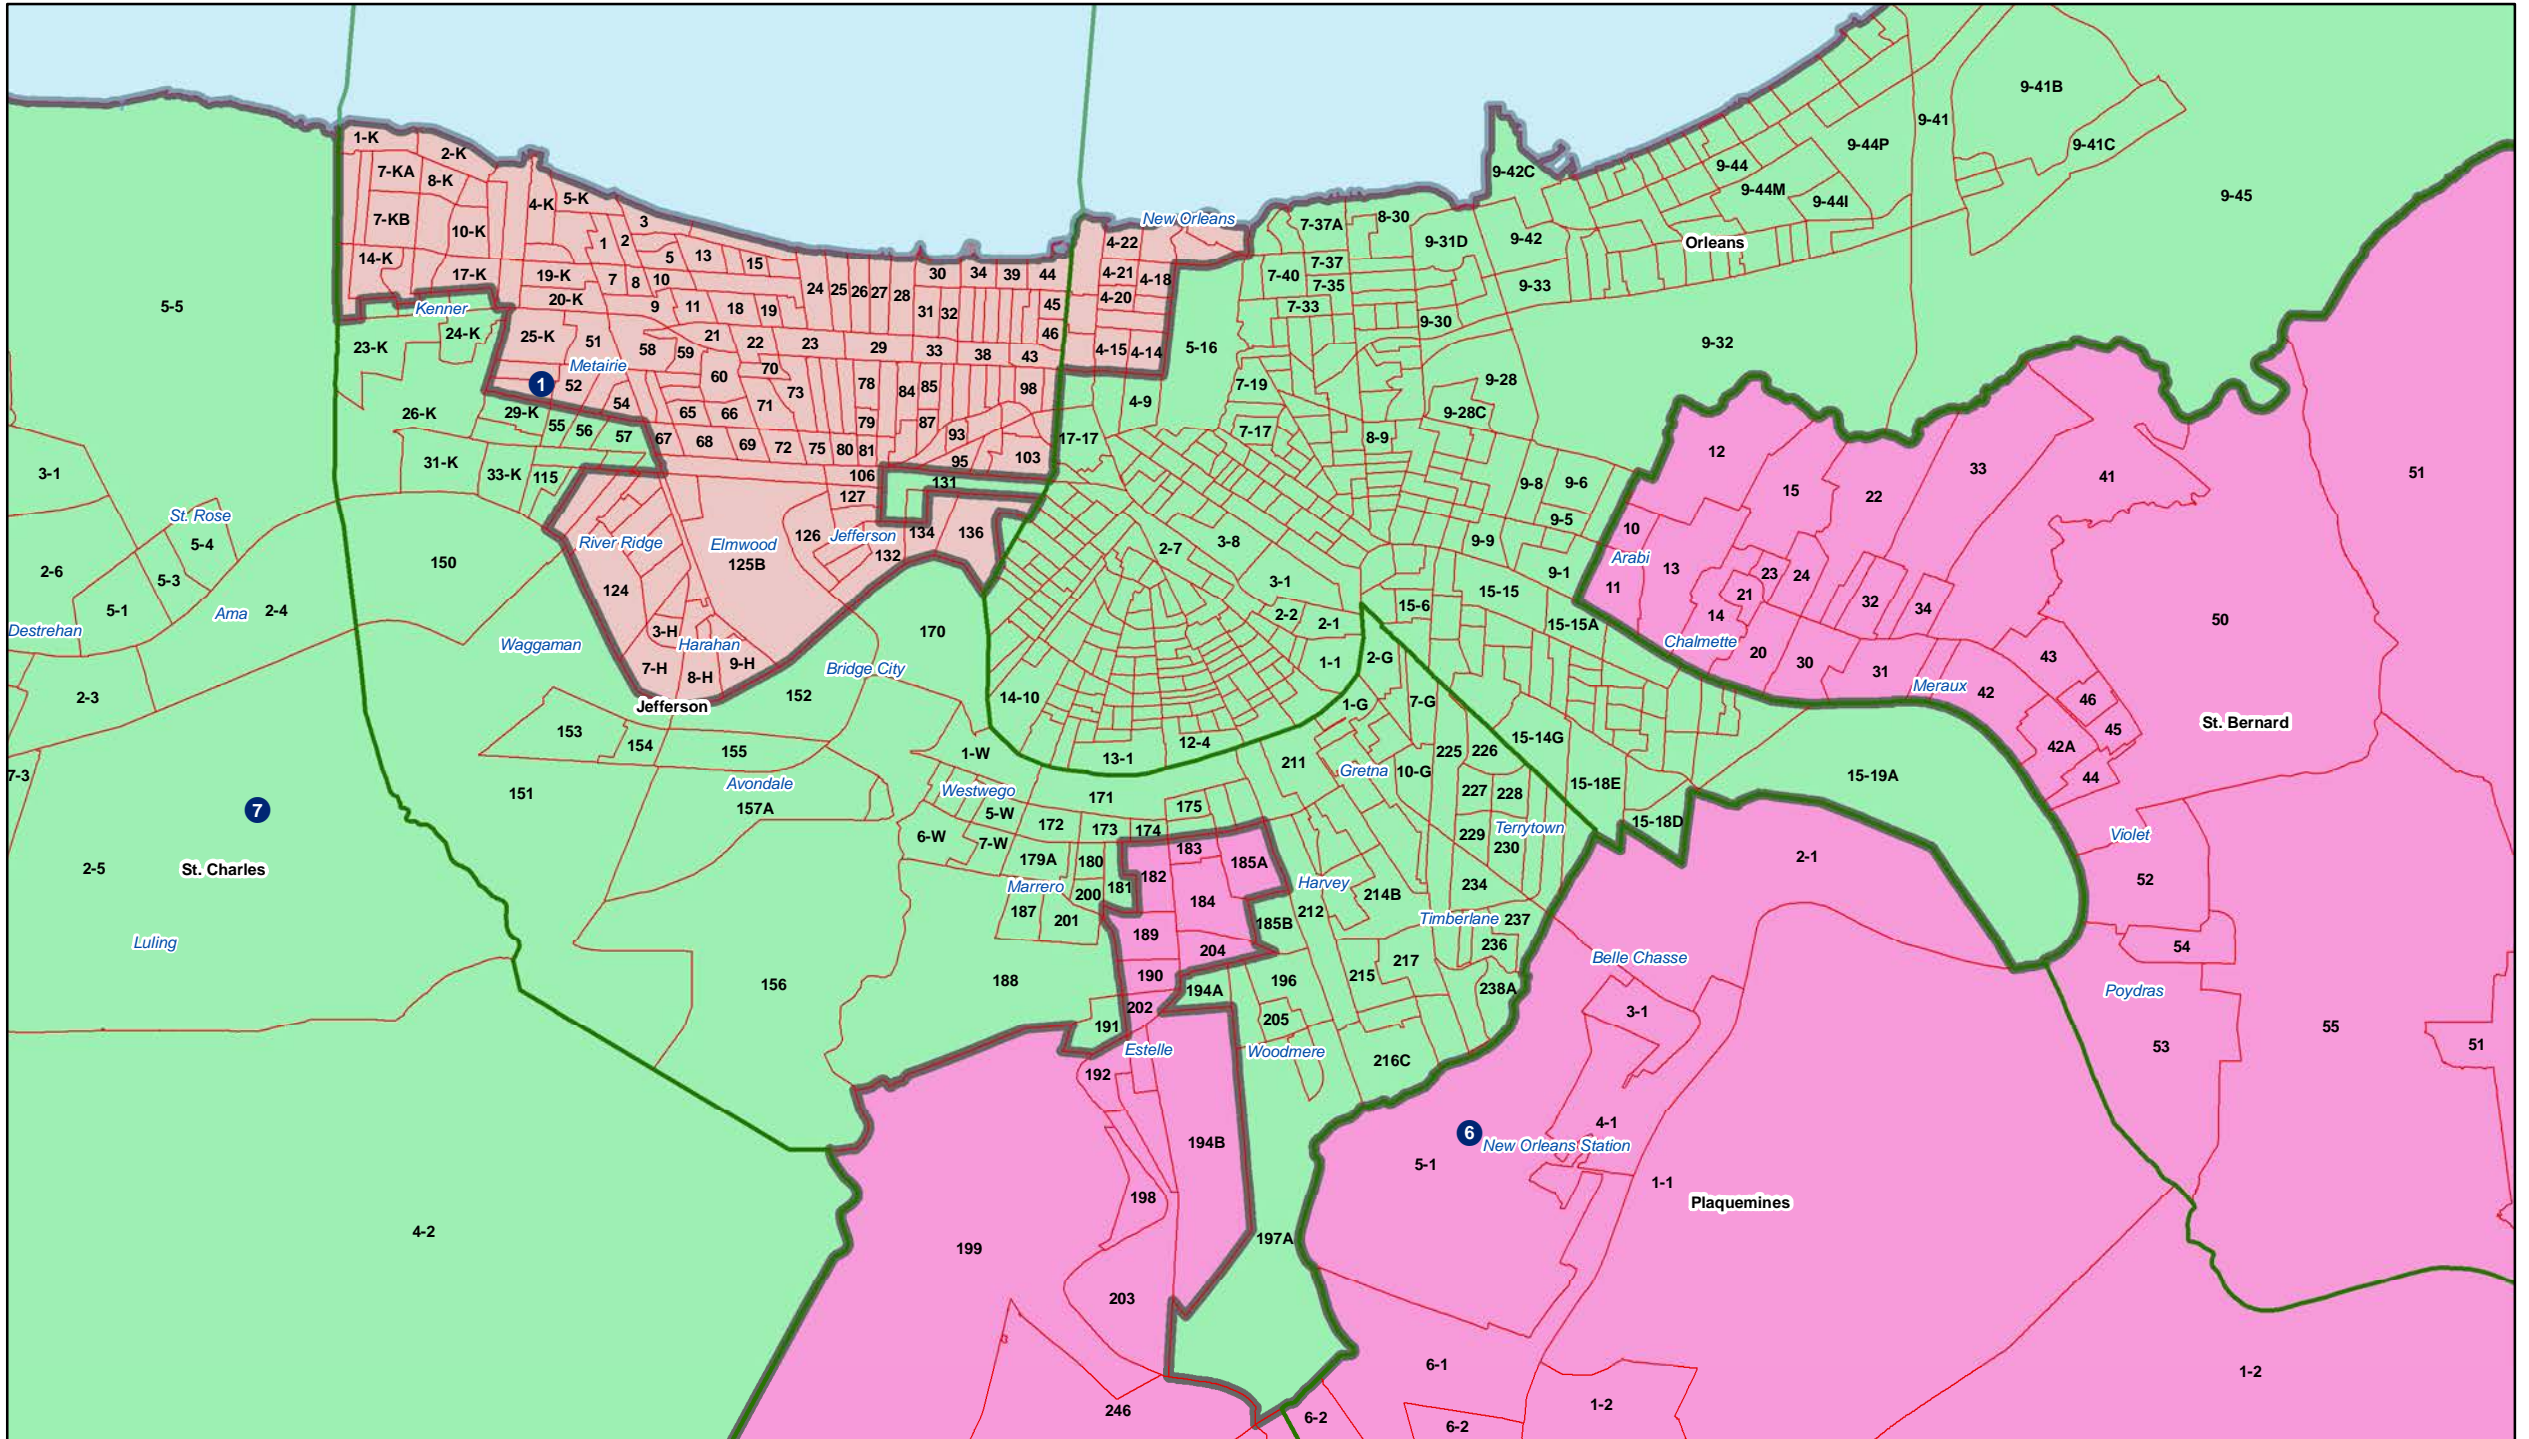 9-41B
9-41
1-K
9-41C
9-44P
2-K
9-44
7-KA
9-42C
8-K
9-44M
5-K
9-45
4-K
9-44I
7-KB
3
New Orleans
8-30
7-37A
10-K
1
2
4-22
9-31D
9-42
Orleans
14-K
5
13
15
7-37
17-K
19-K
7
8
10
30
34
39
44
4-21
4-18
7-40
7-35
9-33
24
25
26
27
28
20-K
4-20
5-5
Kenner
9
11
18
19
31
32
45
7-33
9-30
24-K
25-K
51
21
46
23-K
58
59
22
23
29
33
38
43
4-15
4-14
5-16
9-32
Metairie
70
1
52
60
73
78
84
85
98
7-19
9-28
54
71
4-9
26-K
29-K
65
66
79
87
9-28C
55
56
57
67
68
69
72
75
80
81
93
17-17
7-17
8-9
12
31-K
33-K
115
95
103
33
3-1
106
131
9-8
9-6
15
41
51
127
22
St. Rose
9-5
10
5-4
River Ridge
Elmwood
126
Jefferson
134
136
2-7
3-8
9-9
Arabi
132
150
125B
2-6
5-3
9-1
13
23
24
3-1
124
11
21
5-1
Ama
2-4
15-15
32
34
15-6
2-2
14
50
Destrehan
3-H
170
2-1
15-15A
Waggaman
Harahan
Chalmette
20
7-H
9-H
Bridge City
1-1
2-G
30
31
43
8-H
Meraux
42
2-3
152
14-10
7-G
46
Jefferson
1-G
153
St. Bernard
45
154
155
1-W
13-1
12-4
15-14G
42A
225
226
211
7-3
Avondale
Gretna
10-G
15-19A
44
151
Westwego
171
227
228
15-18E
7
157A
175
5-W
172
173
174
229
Terrytown
15-18D
Violet
6-W
7-W
183
230
179A
180
185A
2-1
2-5
St. Charles
182
52
Marrero
200
181
Harvey
234
214B
187
201
184
212
Timberlane
237
185B
Luling
189
204
236
54
Belle Chasse
217
190
215
156
188
196
238A
194A
Poydras
202
3-1
205
191
55
53
51
Estelle
Woodmere
216C
192
4-1
6
New Orleans Station
194B
5-1
1-1
198
Plaquemines
4-2
197A
199
203
6-1
1-2
1-2
246
6-2
6-2